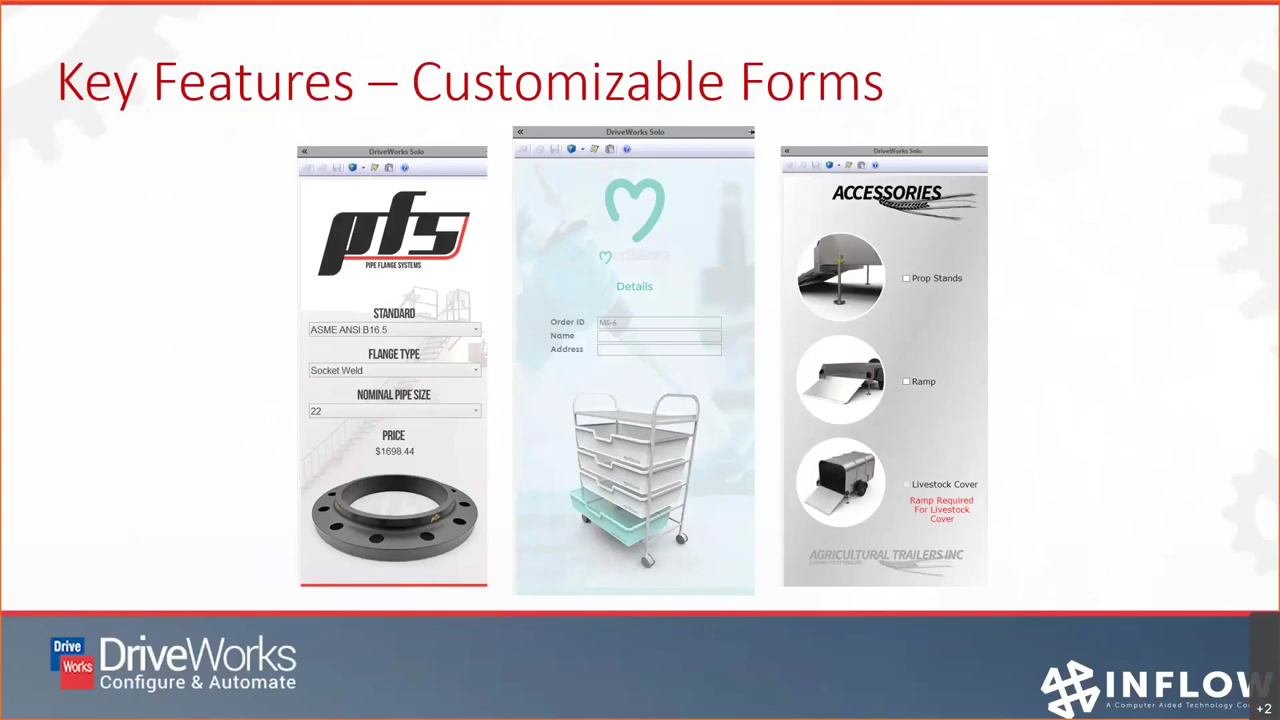 Key Features – Customizable Forms
DriveWorks Solo
pfs
PIPE FLANGE SYSTEMS
STANDARD
ASME ANSI B16.5
FLANGE TYPE
Socket Weld
NOMINAL PIPE SIZE
22
PRICE
$1698.44
DriveWorks Solo
Details
Order ID MS-6
Name
Address
DriveWorks Solo
ACCESSORIES
Prop Stands
Ramp
Livestock Cover
Ramp Required
For Livestock
Cover
AGRICULTURAL TRAILERS INC
Drive
Works
DriveWorks
Configure & Automate
INFLOW
A Computer Aided Technology Co
+2